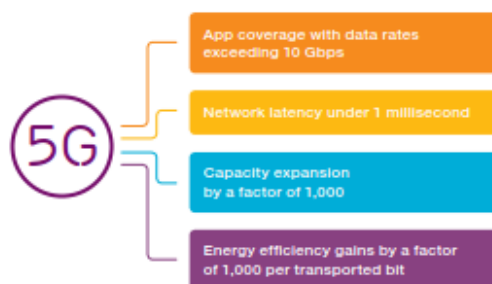 5G
App coverage with data rates
exceeding 10 Gbps
Network latency under 1 millisecond
Capacity expansion
by a factor of 1,000
Energy efficiency gains by a factor
of 1,000 per transported bit